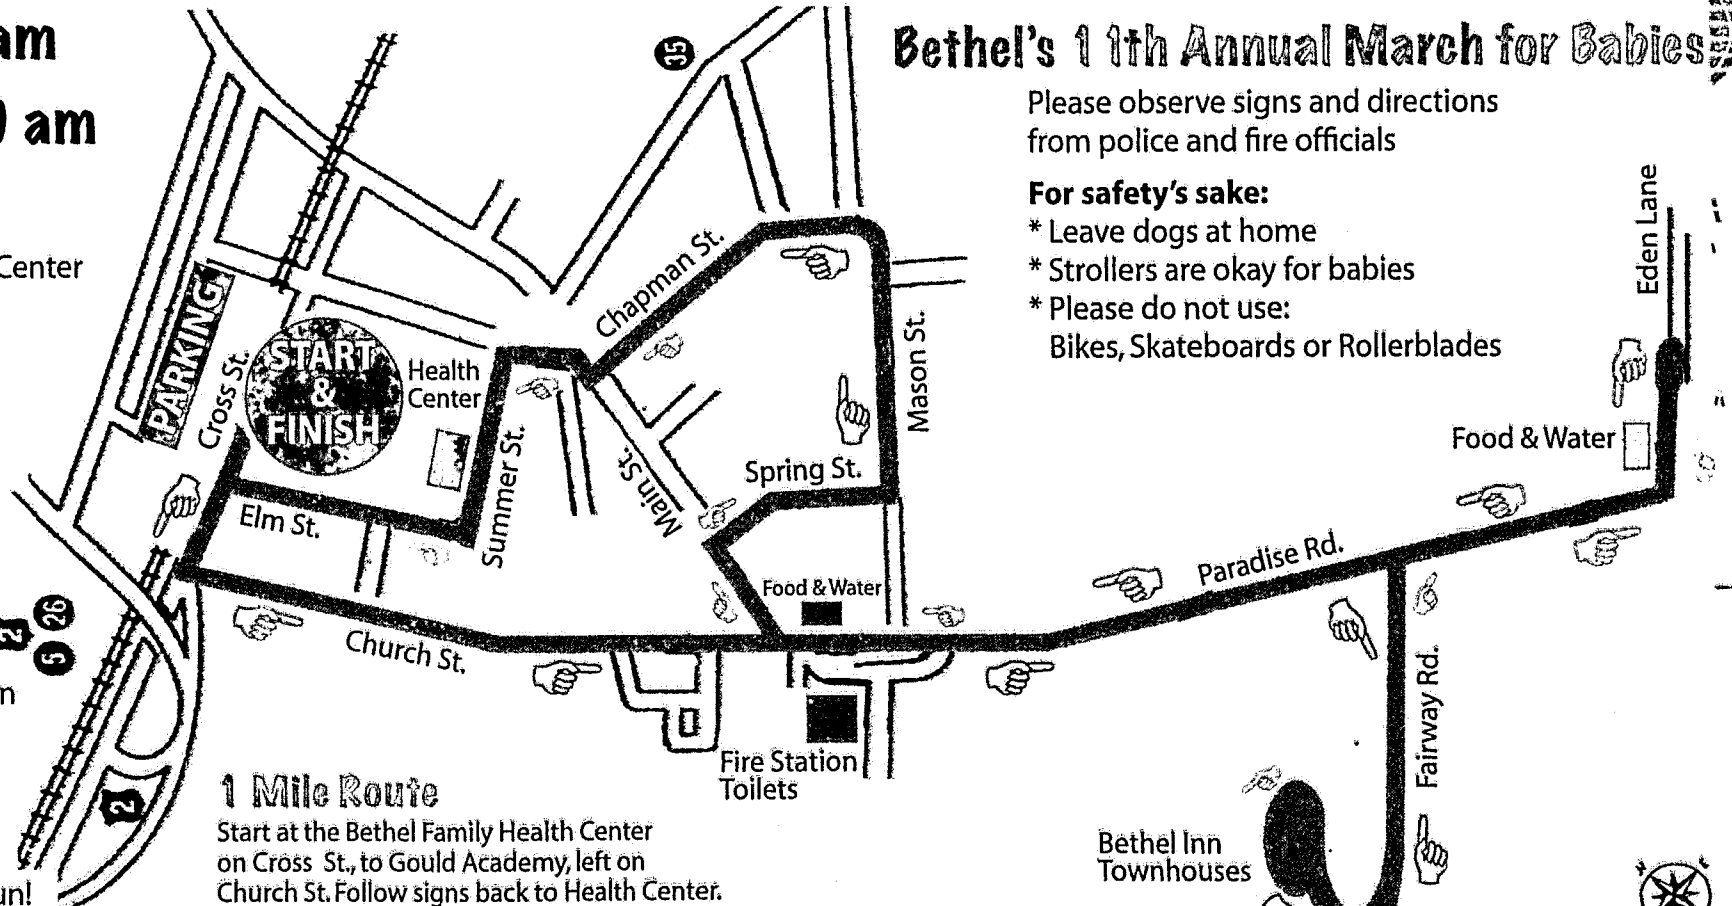 am
am
Center
Bethel's 11th Annual March for Babies
Please observe signs and directions
from police and fire officials
For safety's sake:
* Leave dogs at home
* Strollers are okay for babies
* Please do not use:
Bikes, Skateboards or Rollerblades
35
Eden Lane
Chapman St.
PARKING
Cross St.
START
&
FINISH
Health
Center
Mason St.
Summer St.
Main St.
Spring St.
Food & Water
Elm St.
Food & Water
Paradise Rd.
Church St.
Fairway Rd.
2
26
5
2
Fire Station
Toilets
Bethel Inn
Townhouses
1 Mile Route
Start at the Bethel Family Health Center
on Cross St., to Gould Academy, left on
Church St. Follow signs back to Health Center.